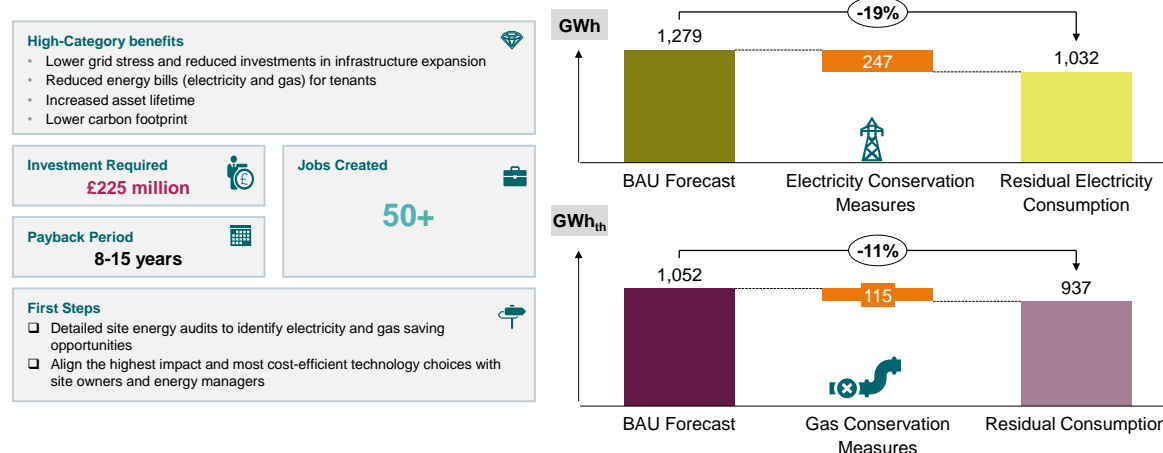 High-Category benefits
• Lower grid stress and reduced investments in infrastructure expansion
• Reduced energy bills (electricity and gas) for tenants
• Increased asset lifetime
• Lower carbon footprint
Investment Required
£225 million
£
Jobs Created
50+
Payback Period
8-15 years
First Steps
❑ Detailed site energy audits to identify electricity and gas saving
opportunities
❑ Align the highest impact and most cost-efficient technology choices with
site owners and energy managers
GWh
-19%
1,279
247
1,032
BAU Forecast
Electricity Conservation
Measures
Residual Electricity
Consumption
GWhth
-11%
1,052
115
937
BAU Forecast
Gas Conservation
Measures
Residual Consumption